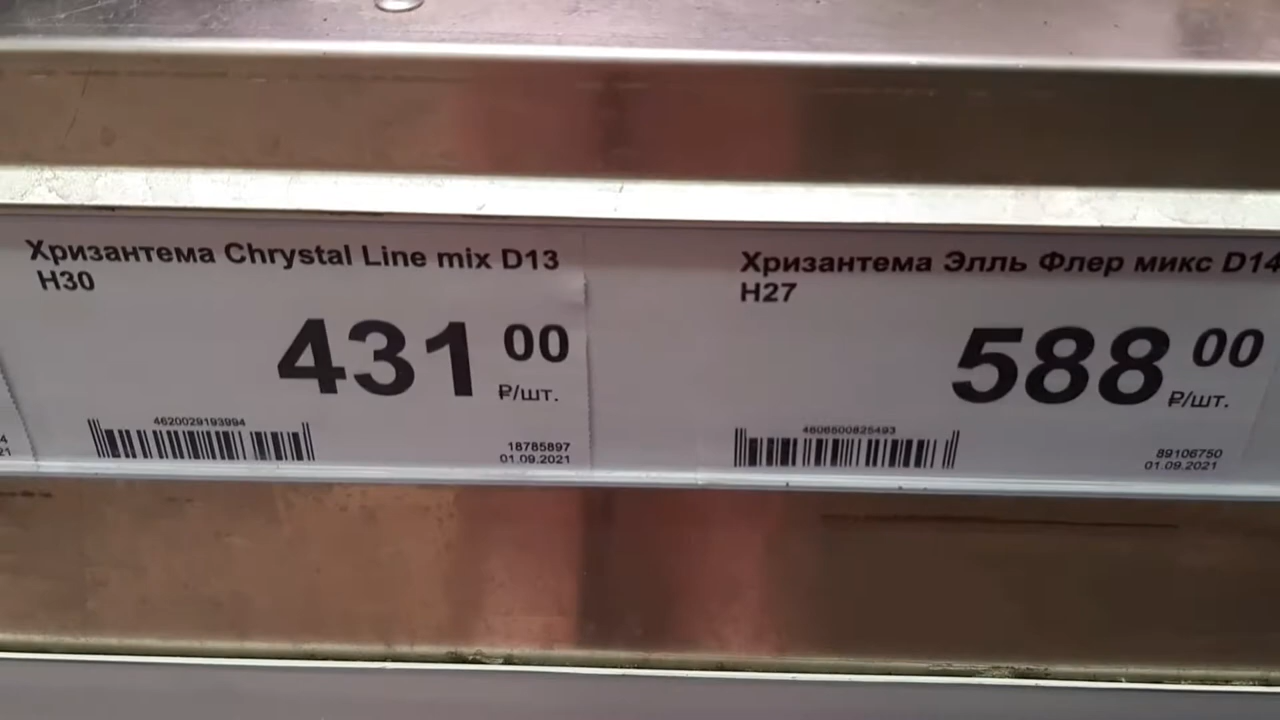 Хризантема Chrystal Line mix D13
H30
431 00
₽/шт.
4620029193994
18785897
01.09.2021
Хризантема Элль Флер микс D14
H27
588 00
₽/шт.
4606500825493
89106750
01.09.2021